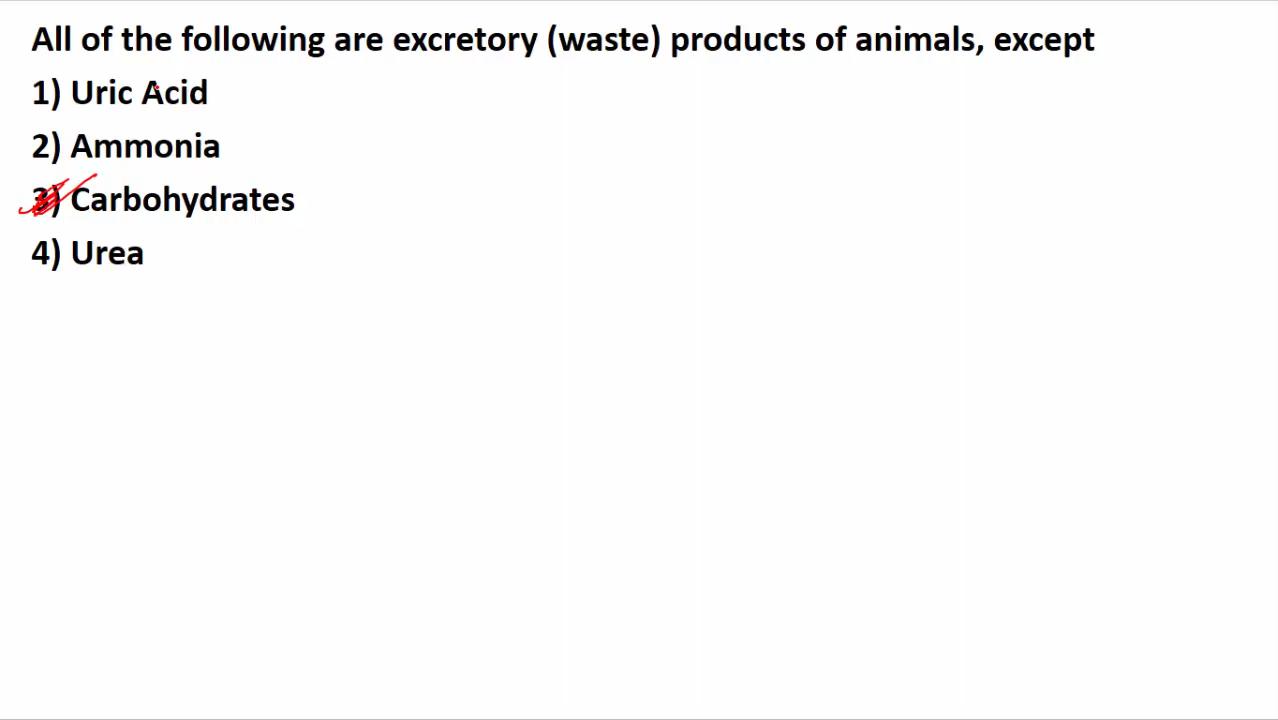 All of the following are excretory (waste) products of animals, except
1) Uric Acid
2) Ammonia
3) Carbohydrates
4) Urea